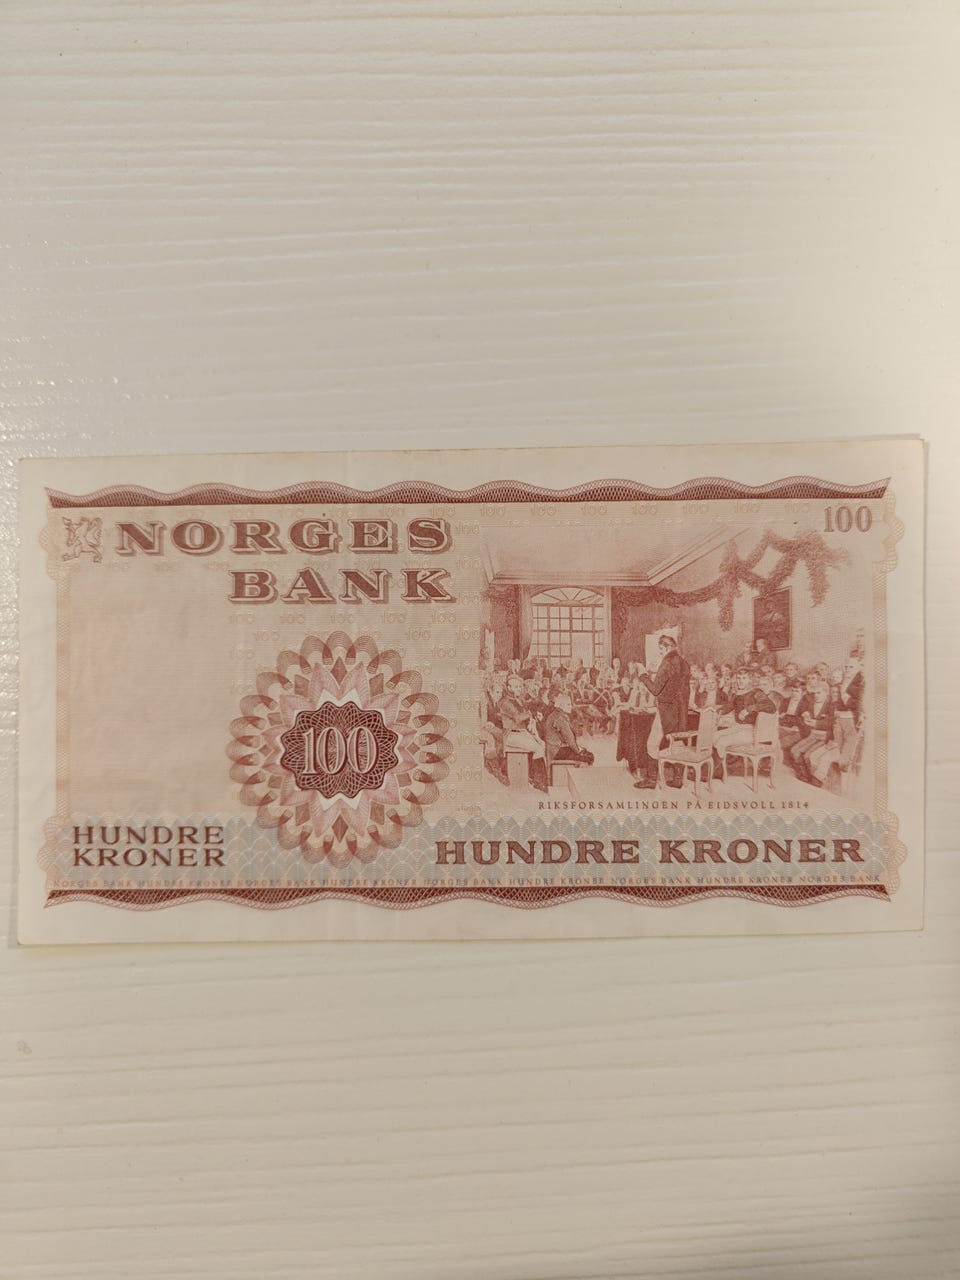 NORGES
BANK
100
100
RIKSFORSAMLINGEN PÅ EIDSVOLL 1814
HUNDRE
KRONER
HUNDRE KRONER
NORGES BANK HUNDRE KRONER NORGES BANK HUNDRE KRONER NORGES BANK HUNDRE KRONER NORGES BANK HUNDRE KRONER NORGES BANK